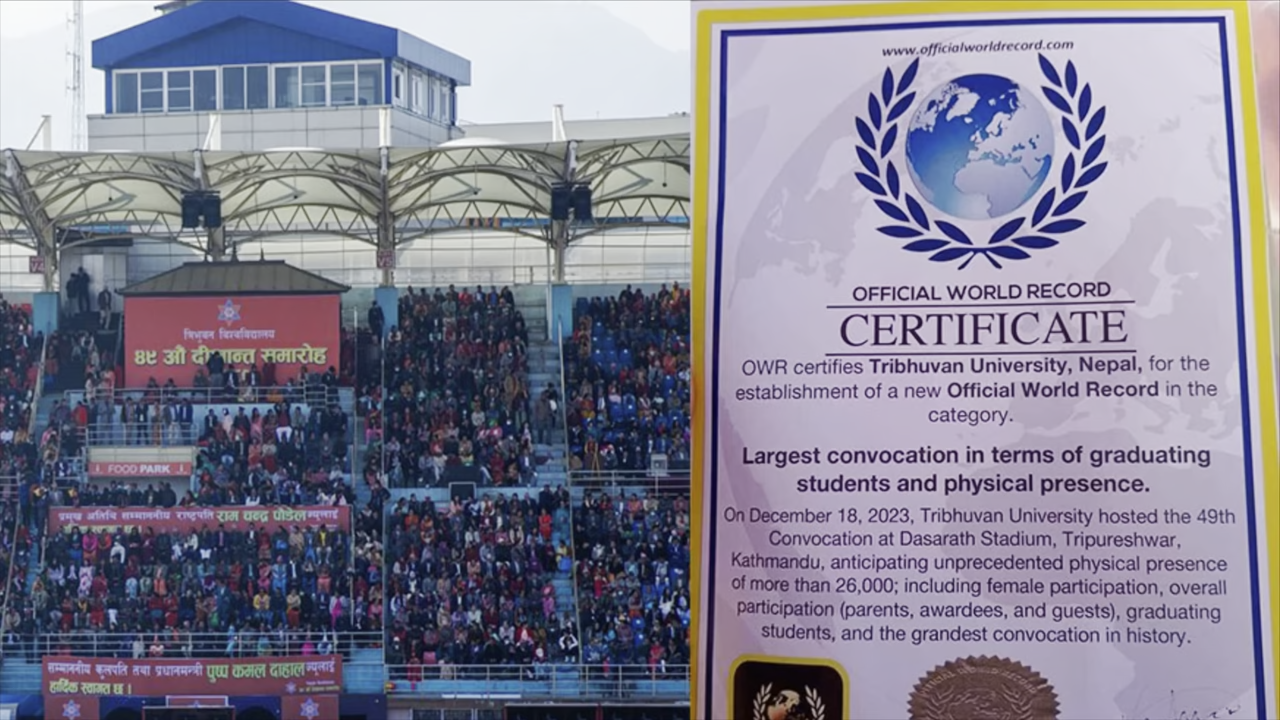 त्रिभुवन विश्वविद्यालय
४९ औं दीक्षान्त समारोह
FOOD PARK
प्रमुख अतिथि सम्माननीय राष्ट्रपति राम चन्द्र पौडेलज्यूलाई
सम्माननीय कुलपति तथा प्रधानमन्त्री पुष्प कमल दाहालज्यूलाई
हार्दिक स्वागत छ ।
www.officialworldrecord.com
OFFICIAL WORLD RECORD
CERTIFICATE
OWR certifies Tribhuvan University, Nepal, for the
establishment of a new Official World Record in the
category.
Largest convocation in terms of graduating
students and physical presence.
On December 18, 2023, Tribhuvan University hosted the 49th
Convocation at Dasarath Stadium, Tripureshwar,
Kathmandu, anticipating unprecedented physical presence
of more than 26,000; including female participation, overall
participation (parents, awardees, and guests), graduating
students, and the grandest convocation in history.